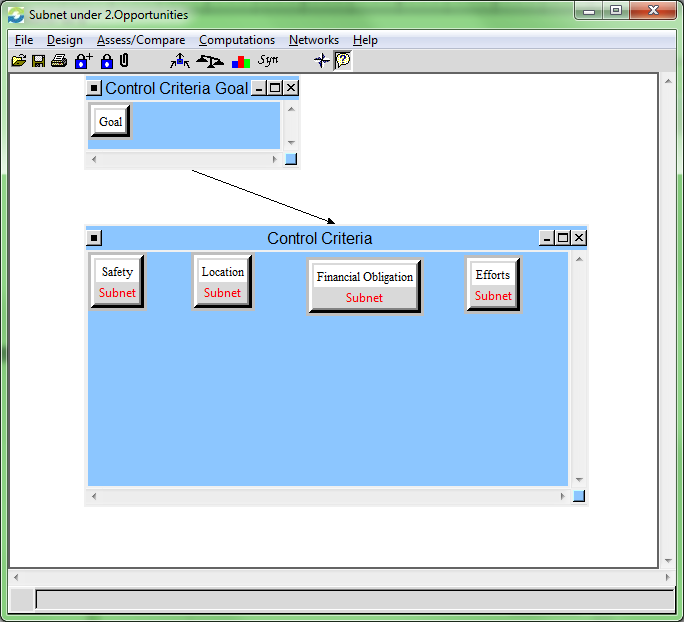 Subnet under 2.Opportunities
File Design Assess/Compare Computations Networks Help
Syn
Control Criteria Goal
Goal
Control Criteria
Safety
Subnet
Location
Subnet
Financial Obligation
Subnet
Efforts
Subnet